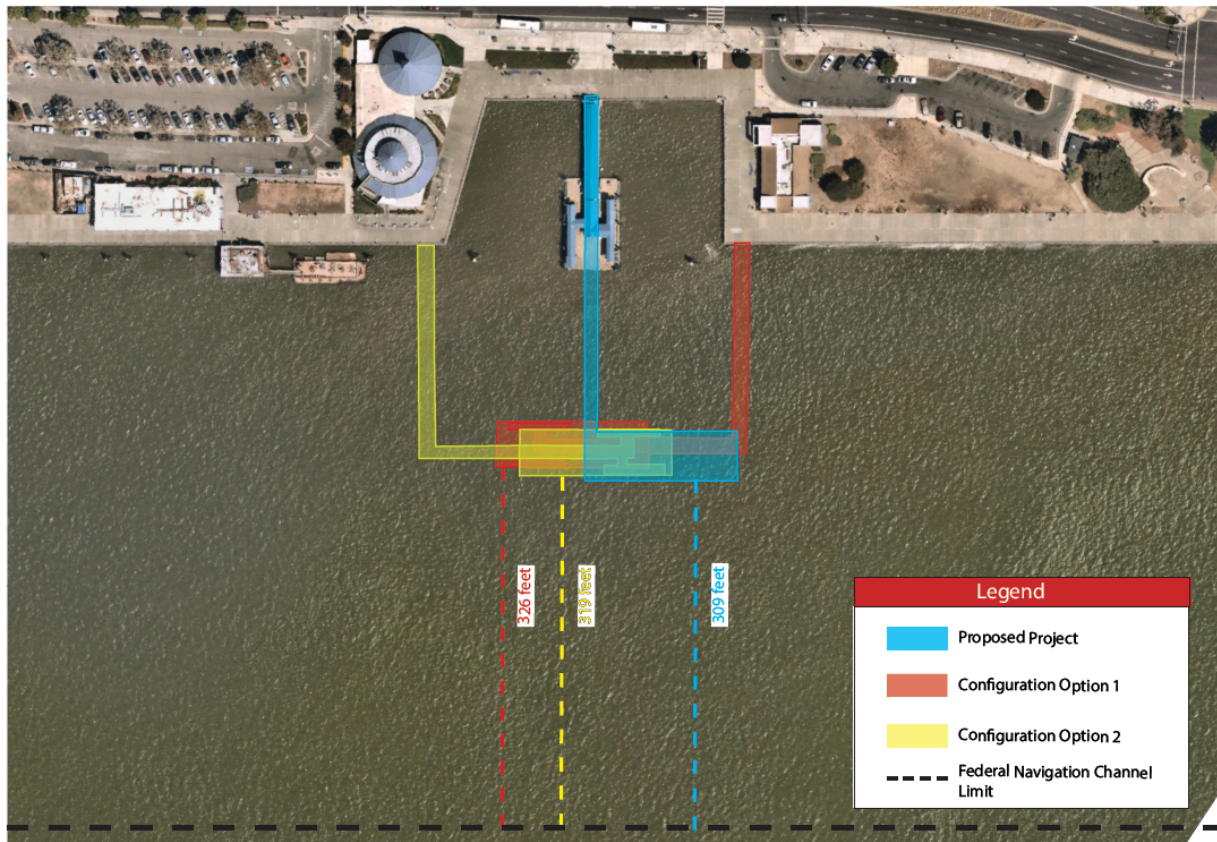 326 feet
319 feet
309 feet
Legend
Proposed Project
Configuration Option 1
Configuration Option 2
Federal Navigation Channel
Limit